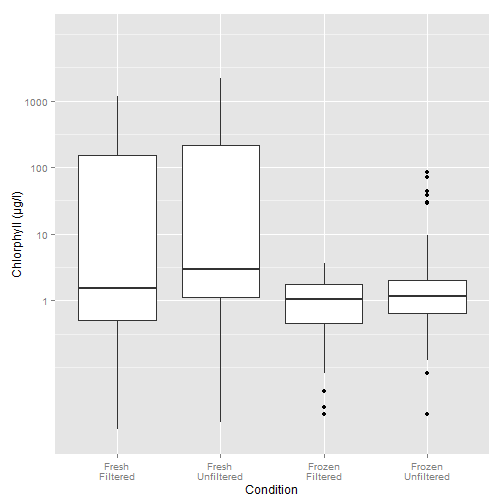 Chlorphyll (µg/l)
1000
100
10
1
Fresh
Filtered
Fresh
Unfiltered
Frozen
Filtered
Frozen
Unfiltered
Condition